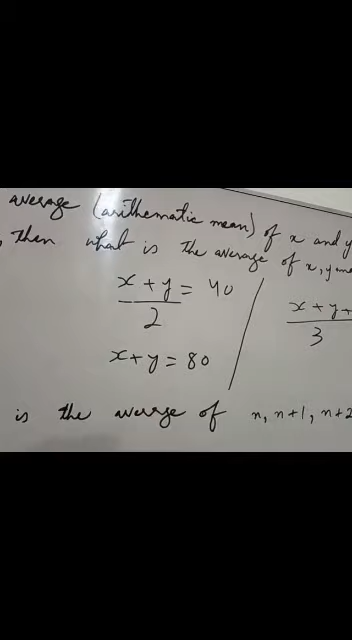 average (arithematic mean) of x and y
, then what is the average of x, y
x + y / 2 = 40
x + y + / 3
x + y = 80
is the average of n, n+1, n+2